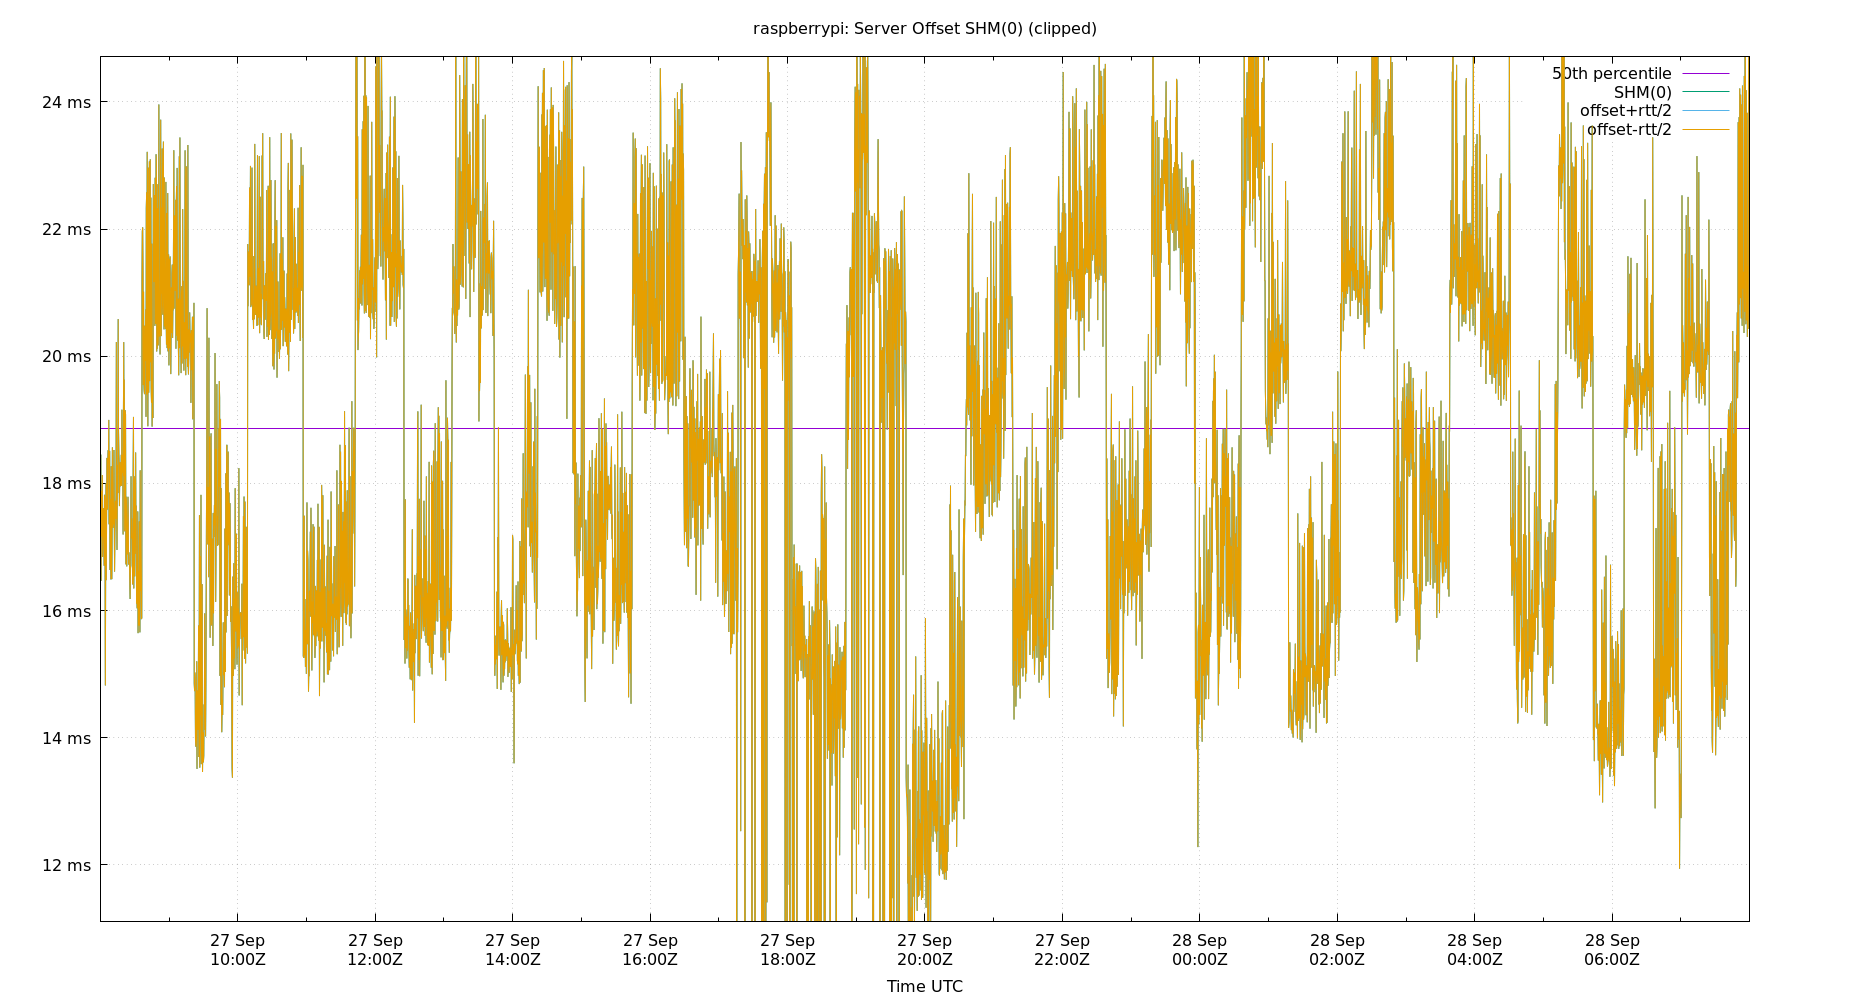 raspberrypi: Server Offset SHM(0) (clipped)
50th percentile
SHM(0)
offset+rtt/2
offset-rtt/2
24 ms
22 ms
20 ms
18 ms
16 ms
14 ms
12 ms
27 Sep
10:00Z
27 Sep
12:00Z
27 Sep
14:00Z
27 Sep
16:00Z
27 Sep
18:00Z
27 Sep
20:00Z
27 Sep
22:00Z
28 Sep
00:00Z
28 Sep
02:00Z
28 Sep
04:00Z
28 Sep
06:00Z
Time UTC